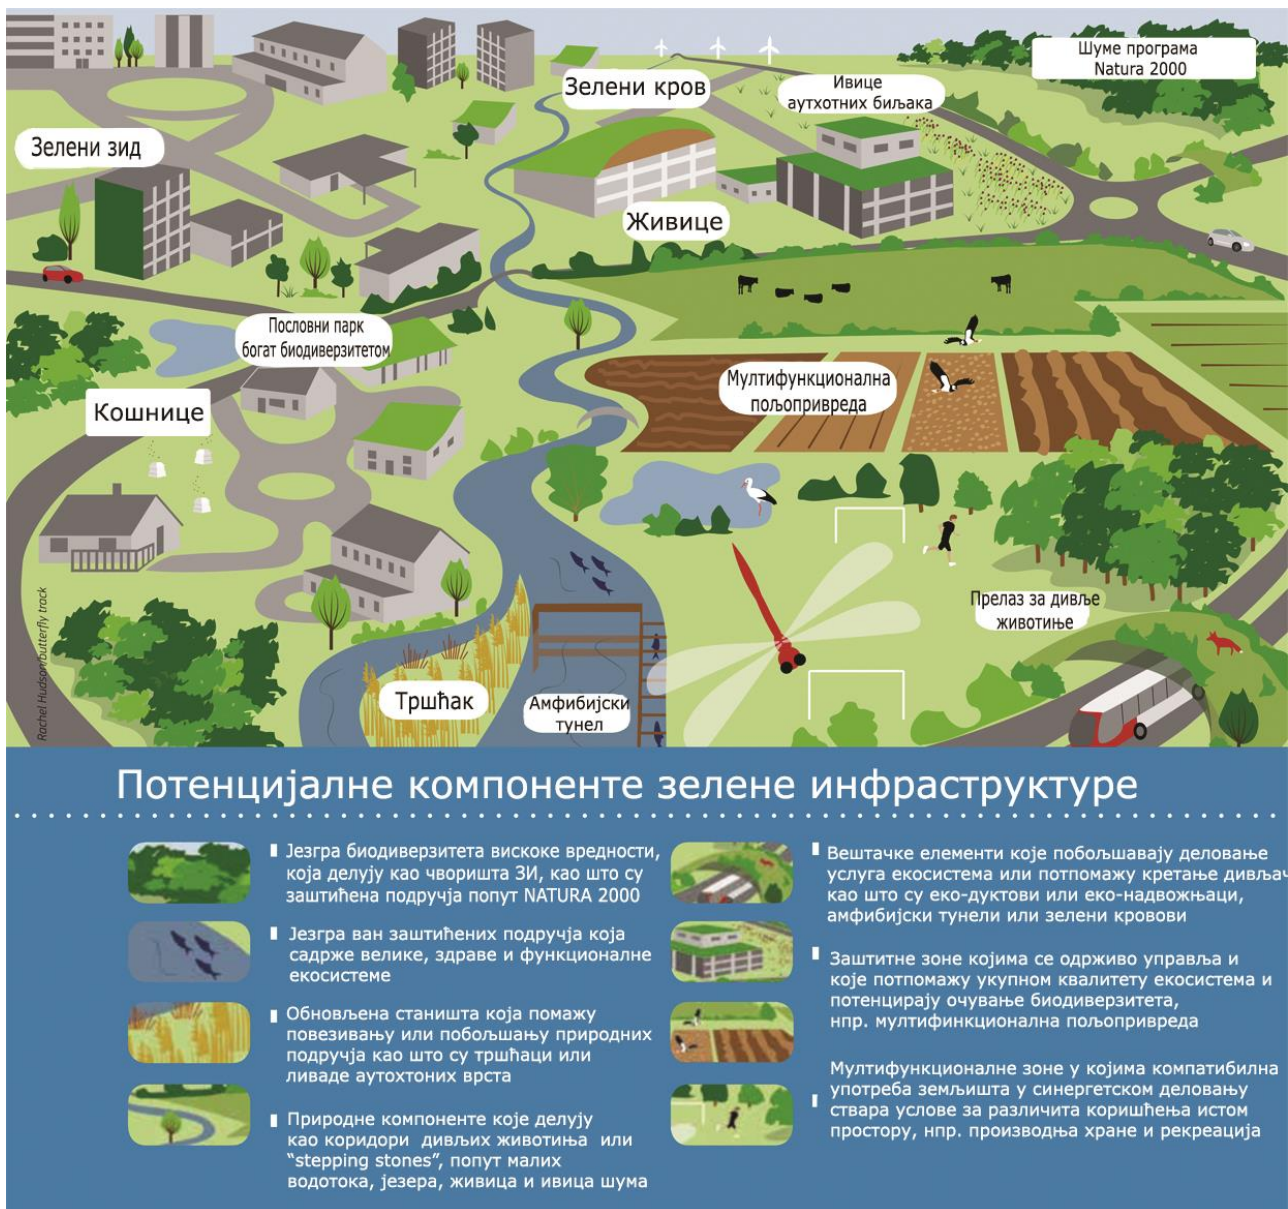 Шуме програма
Natura 2000
Зелени кров
Ивице
аутхотних биљака
Зелени зид
Живице
Пословни парк
богат биодиверзитетом
Мултифункционална
пољопривреда
Кошнице
Прелаз за дивље
животиње
Тршћак
Амфибијски
тунел
Rachel Hudson/butterfly track
Потенцијалне компоненте зелене инфраструктуре
Језгра биодиверзитета вискоке вредности,
која делују као чворишта ЗИ, као што су
заштићена подручја попут NATURA 2000
Језгра ван заштићених подручја која
садрже велике, здраве и функционалне
екосистеме
Обновљена станишта која помажу
повезивању или побољшању природних
подручја као што су тршћаци или
ливаде аутохтоних врста
Природне компоненте које делују
као коридори дивљих животиња или
“stepping stones”, попут малих
водотока, језера, живица и ивица шума
Вештачке елементи које побољшавају деловање
услуга екосистема или потпомажу кретање дивљач
као што су еко-дуктови или еко-надвожњаци,
амфибијски тунели или зелени кровови
Заштитне зоне којима се одрживо управља и
које потпомажу укупном квалитету екосистема и
потенцирају очување биодиверзитета,
нпр. мултифинкционална пољопривреда
Мултифункционалне зоне у којима компатибилна
употреба земљишта у синергетском деловању
ствара услове за различита коришћења истом
простору, нпр. производња хране и рекреација